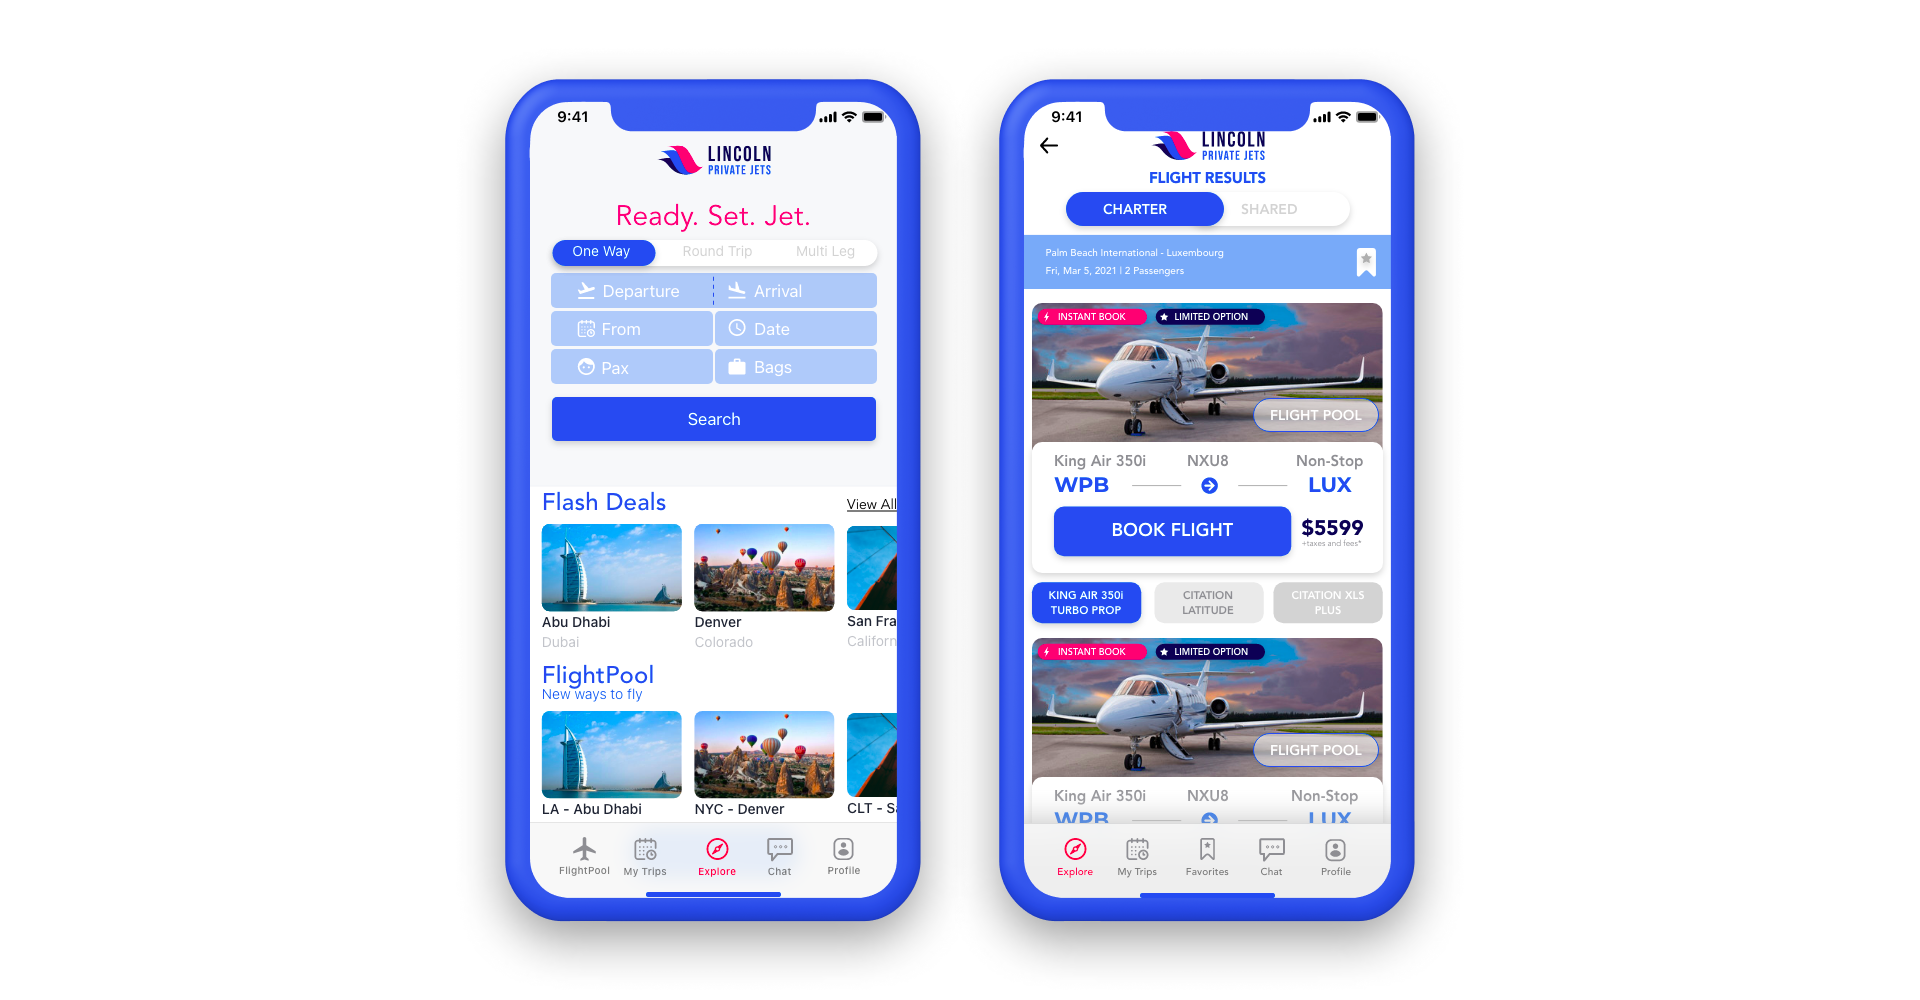 9:41
LINCOLN
PRIVATE JETS
Ready. Set. Jet.
One Way Round Trip Multi Leg
Departure Arrival
From Date
Pax Bags
Search
Flash Deals View All
Abu Dhabi Denver San Fra
Dubai Colorado Californ
FlightPool
New ways to fly
LA - Abu Dhabi NYC - Denver CLT - Sa
FlightPool My Trips Explore Chat Profile
9:41
LINCOLN
PRIVATE JETS
FLIGHT RESULTS
CHARTER SHARED
Palm Beach International - Luxembourg
Fri, Mar 5, 2021 | 2 Passengers
INSTANT BOOK LIMITED OPTION
FLIGHT POOL
King Air 350i NXU8 Non-Stop
WPB LUX
BOOK FLIGHT $5599
+taxes and fees*
KING AIR 350i CITATION CITATION XLS
TURBO PROP LATITUDE PLUS
INSTANT BOOK LIMITED OPTION
FLIGHT POOL
King Air 350i NXU8 Non-Stop
WPB LUX
Explore My Trips Favorites Chat Profile